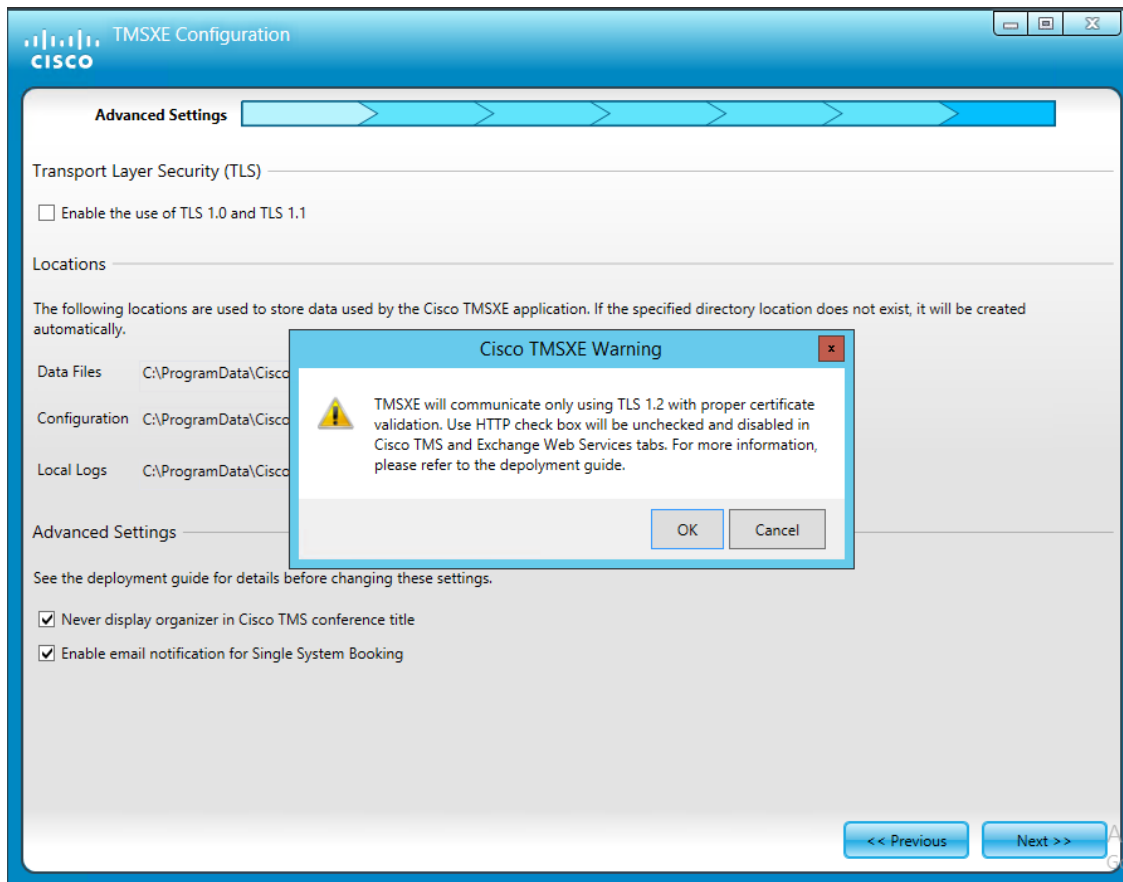 TMSXE Configuration
CISCO
Advanced Settings
Transport Layer Security (TLS)
Enable the use of TLS 1.0 and TLS 1.1
Locations
The following locations are used to store data used by the Cisco TMSXE application. If the specified directory location does not exist, it will be created
automatically.
Data Files C:\ProgramData\Cisco
Configuration C:\ProgramData\Cisco
Local Logs C:\ProgramData\Cisco
Cisco TMSXE Warning
x
TMSXE will communicate only using TLS 1.2 with proper certificate
validation. Use HTTP check box will be unchecked and disabled in
Cisco TMS and Exchange Web Services tabs. For more information,
please refer to the depolyment guide.
OK Cancel
Advanced Settings
See the deployment guide for details before changing these settings.
Never display organizer in Cisco TMS conference title
Enable email notification for Single System Booking
<< Previous Next >>